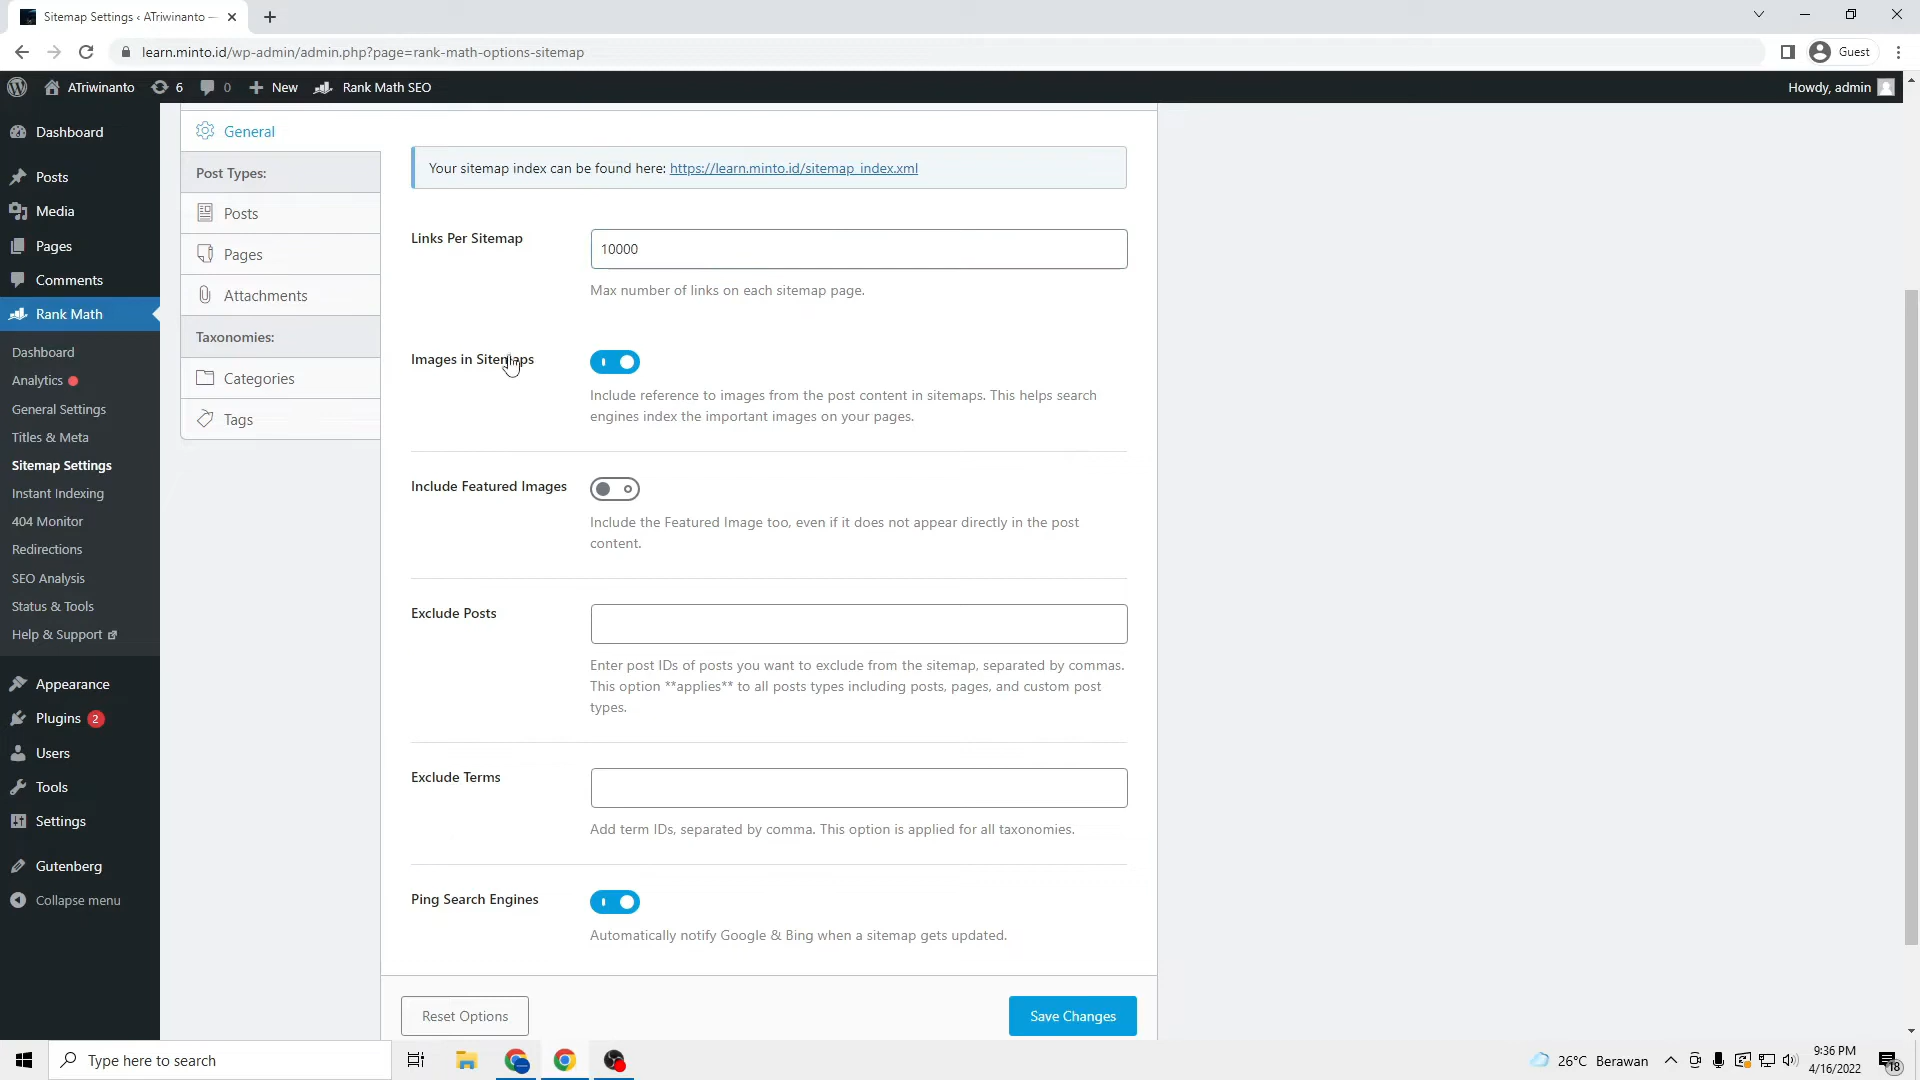 Sitemap Settings ‹ ATriwinanto —
learn.minto.id/wp-admin/admin.php?page=rank-math-options-sitemap
Guest
ATriwinanto
6
0
New
Rank Math SEO
Howdy, admin
Dashboard
Posts
Media
Pages
Comments
Rank Math
Dashboard
Analytics
General Settings
Titles & Meta
Sitemap Settings
Instant Indexing
404 Monitor
Redirections
SEO Analysis
Status & Tools
Help & Support
Appearance
Plugins 2
Users
Tools
Settings
Gutenberg
Collapse menu
General
Post Types:
Posts
Pages
Attachments
Taxonomies:
Categories
Tags
Your sitemap index can be found here: https://learn.minto.id/sitemap_index.xml
Links Per Sitemap
10000
Max number of links on each sitemap page.
Images in Sitemaps
Include reference to images from the post content in sitemaps. This helps search
engines index the important images on your pages.
Include Featured Images
Include the Featured Image too, even if it does not appear directly in the post
content.
Exclude Posts
Enter post IDs of posts you want to exclude from the sitemap, separated by commas.
This option **applies** to all posts types including posts, pages, and custom post
types.
Exclude Terms
Add term IDs, separated by comma. This option is applied for all taxonomies.
Ping Search Engines
Automatically notify Google & Bing when a sitemap gets updated.
Reset Options
Save Changes
Type here to search
26°C Berawan
9:36 PM
4/16/2022
18